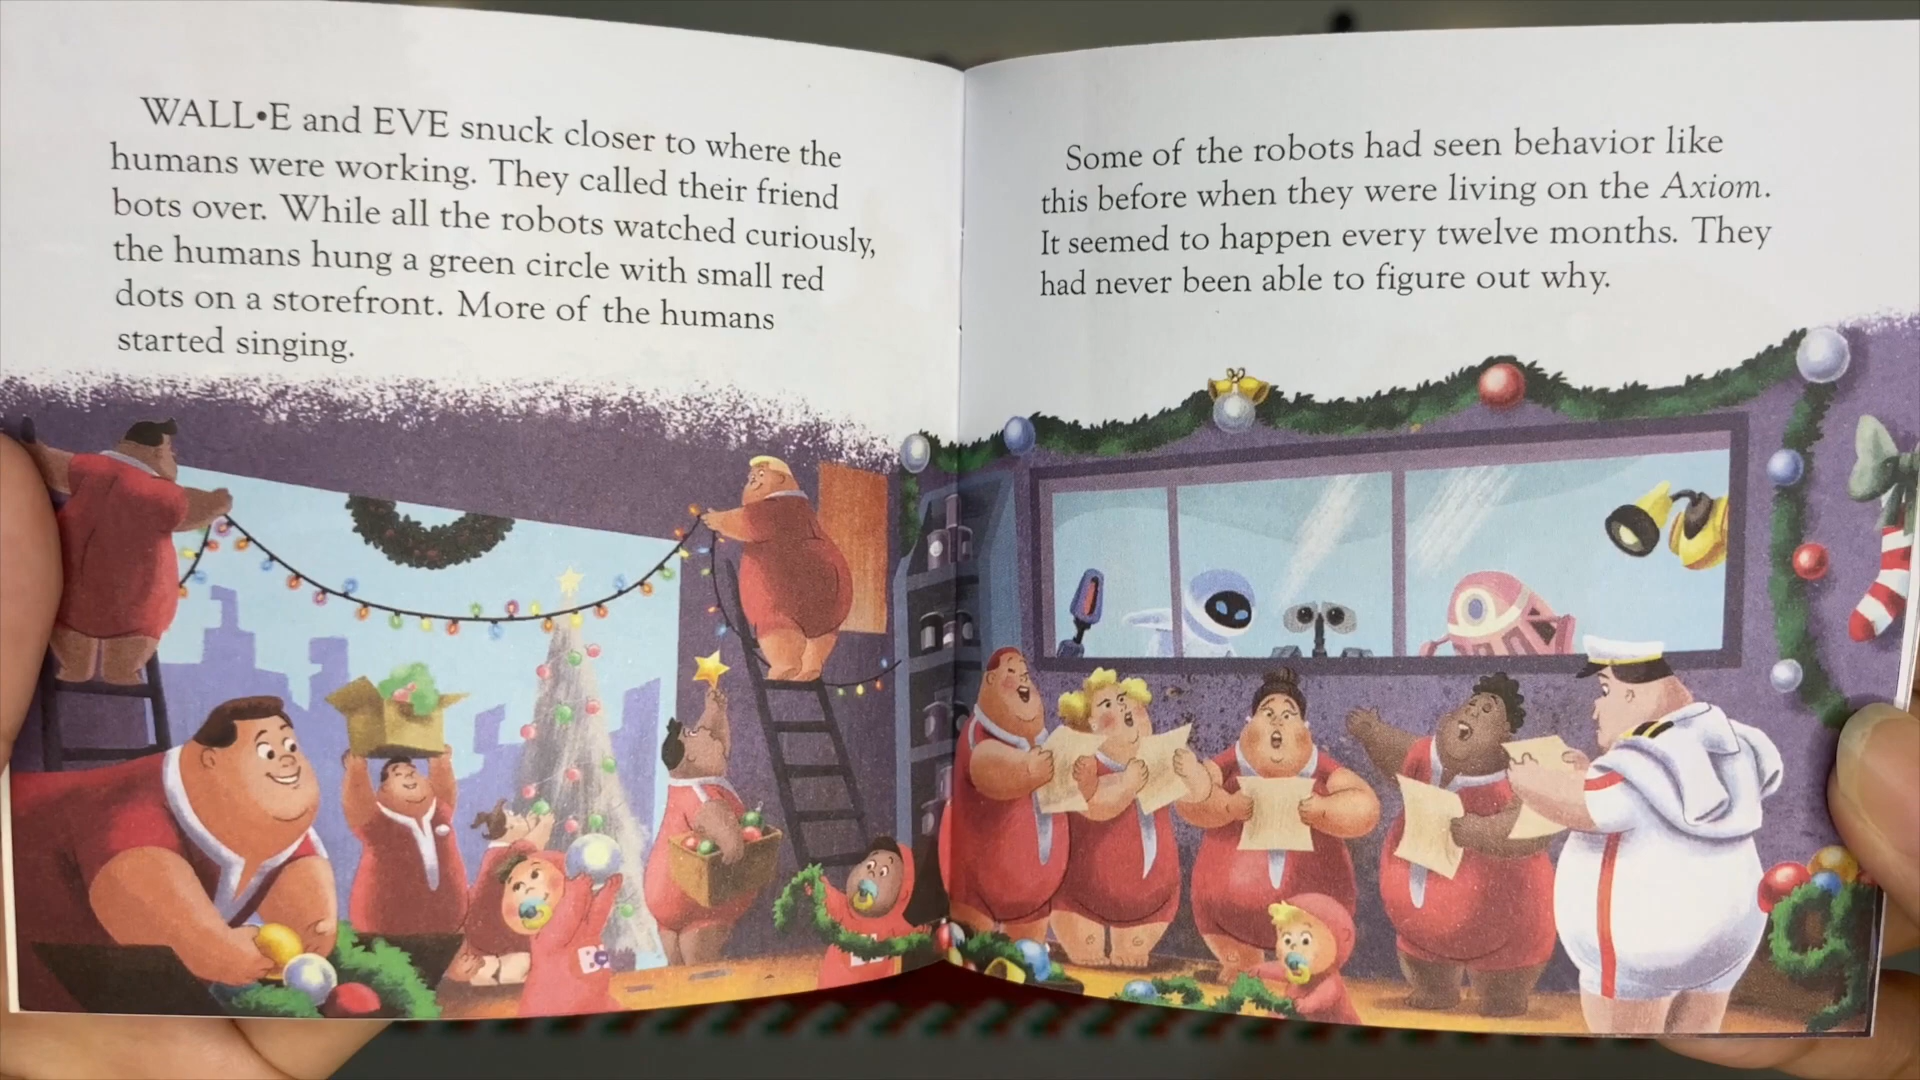 WALL•E and EVE snuck closer to where the
humans were working. They called their friend
bots over. While all the robots watched curiously,
the humans hung a green circle with small red
dots on a storefront. More of the humans
started singing.
Some of the robots had seen behavior like
this before when they were living on the Axiom.
It seemed to happen every twelve months. They
had never been able to figure out why.